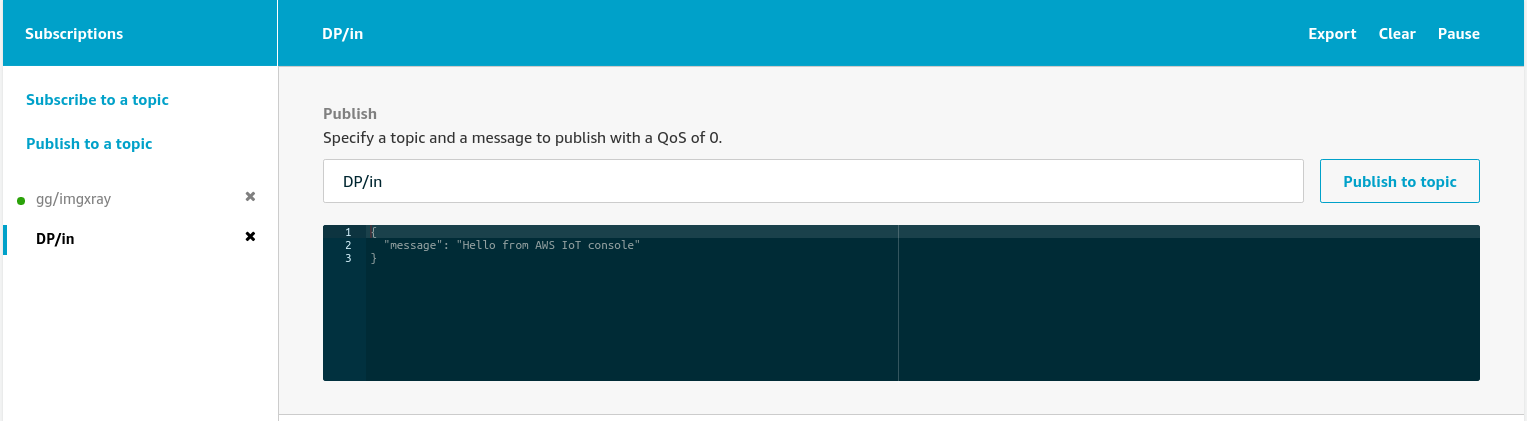 Subscriptions
DP/in
Export Clear Pause
Subscribe to a topic
Publish to a topic
gg/imgxray
DP/in
Publish
Specify a topic and a message to publish with a QoS of 0.
DP/in
Publish to topic
1 {
2 "message": "Hello from AWS IoT console"
3 }